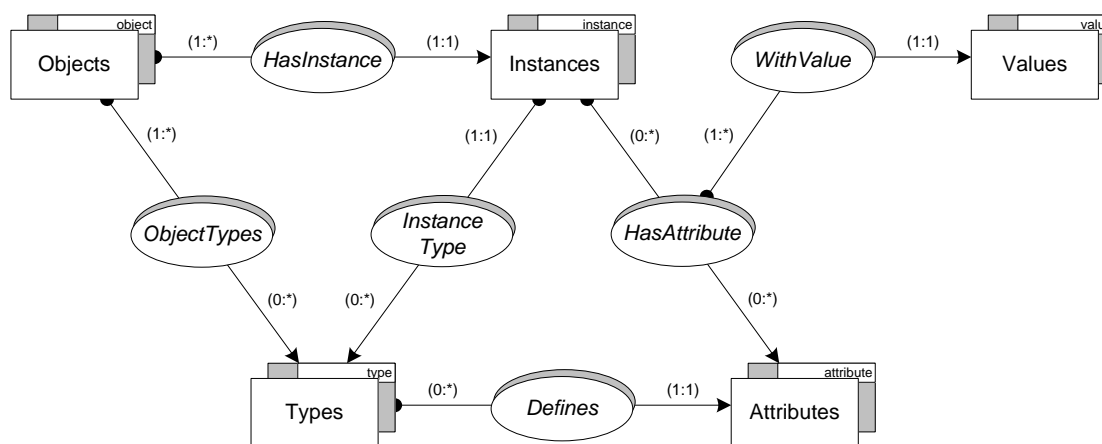 object
instance
valu
(1:*)
(1:1)
(1:1)
Objects
HasInstance
Instances
WithValue
Values
(1:*)
(1:1)
(0:*)
(1:*)
ObjectTypes
Instance
Type
HasAttribute
(0:*)
(0:*)
(0:*)
type
attribute
(0:*)
(1:1)
Types
Defines
Attributes